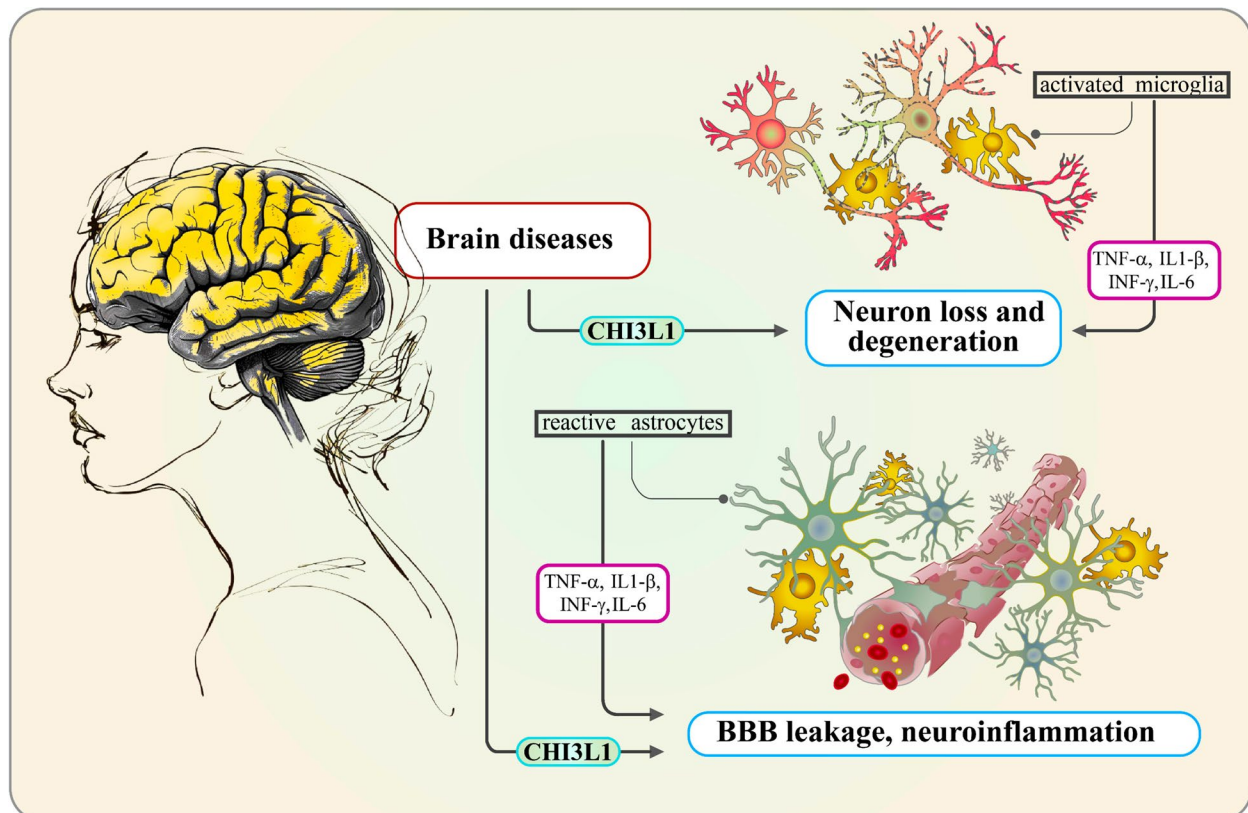 activated microglia
Brain diseases
TNF-α, IL1-β,
INF-γ,IL-6
CHI3L1
Neuron loss and
degeneration
reactive astrocytes
TNF-α, IL1-β,
INF-γ,IL-6
BBB leakage, neuroinflammation
CHI3L1